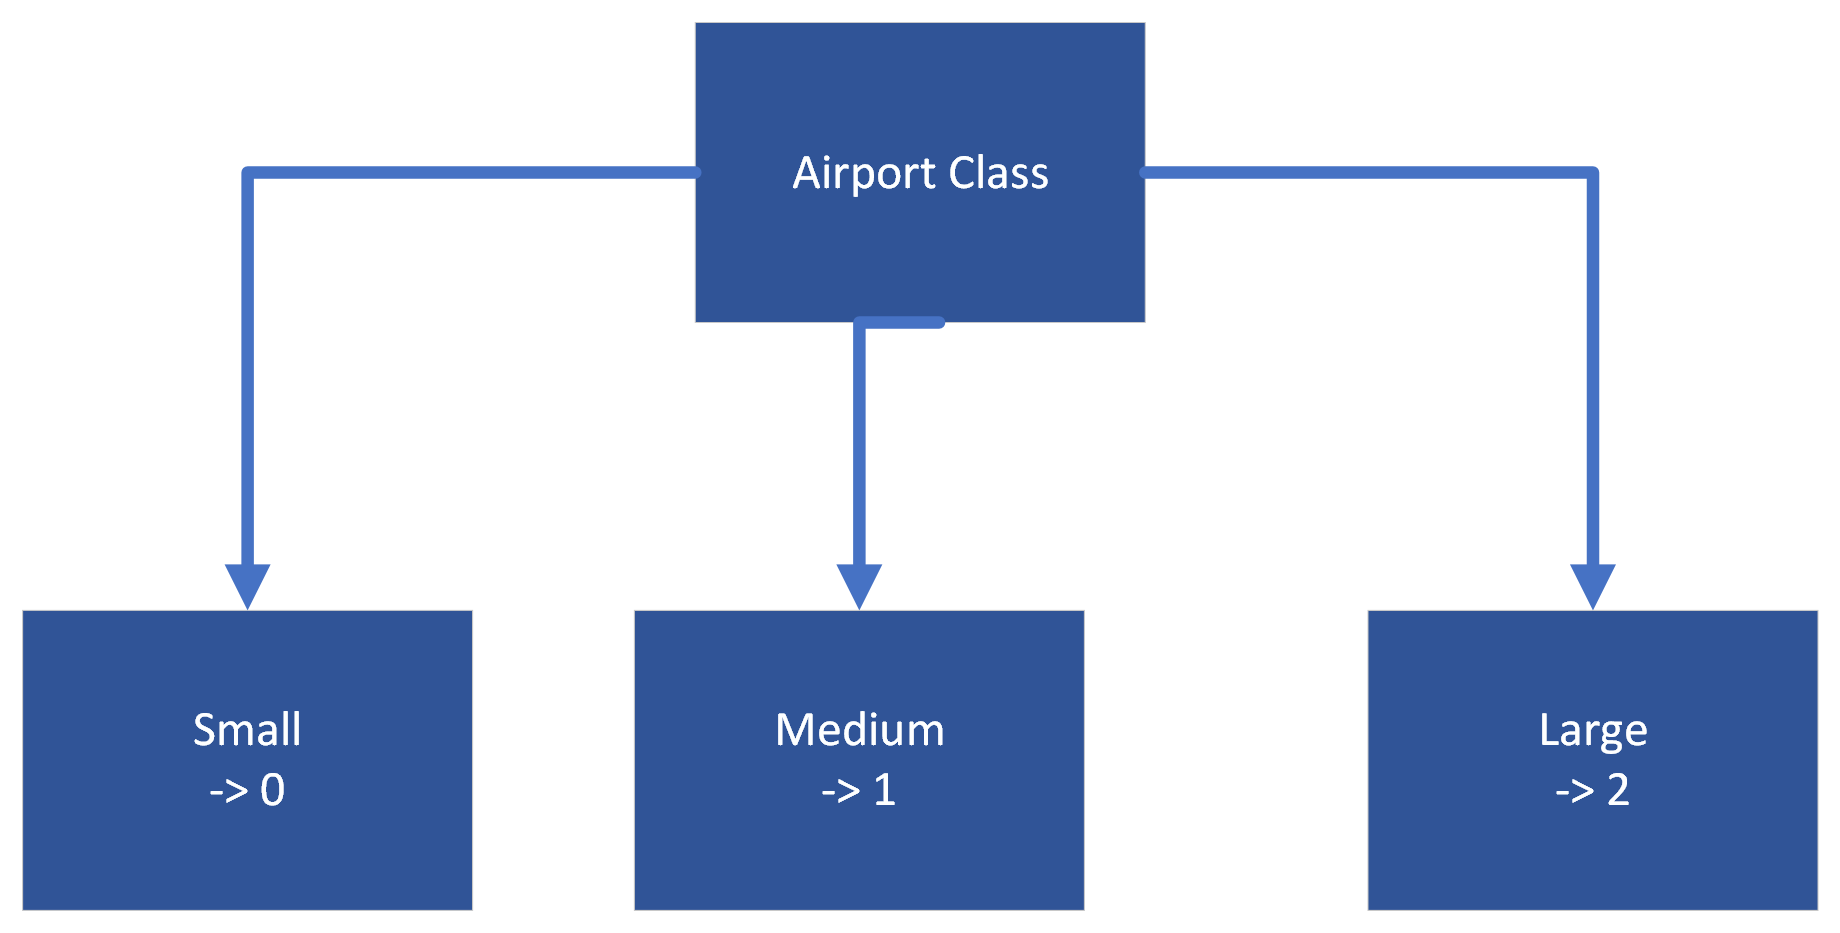 Airport Class
Small
-> 0
Medium
-> 1
Large
-> 2